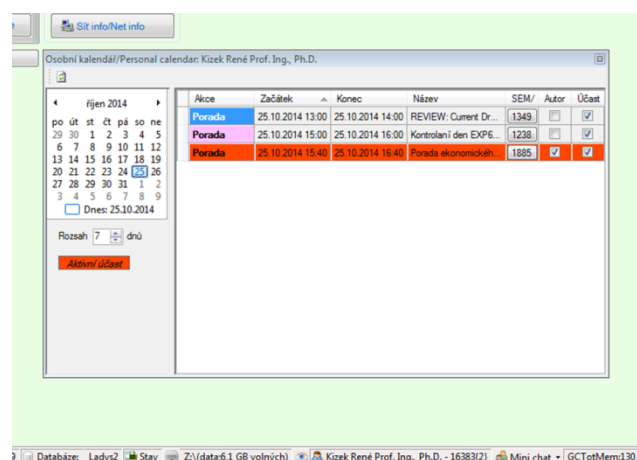 Síť info/Net info
Osobní kalendář/Personal calendar: Kizek René Prof. Ing., Ph.D.
říjen 2014
po út st čt pá so ne
29 30 1 2 3 4 5
6 7 8 9 10 11 12
13 14 15 16 17 18 19
20 21 22 23 24 25 26
27 28 29 30 31 1 2
3 4 5 6 7 8 9
Dnes: 25.10.2014
Rozsah 7 dnů
Aktivní účast
Akce Začátek Konec Název SEM/ Autor Účast
Porada 25.10.2014 13:00 25.10.2014 14:00 REVIEW: Current Dr... 1349
Porada 25.10.2014 15:00 25.10.2014 16:00 Kontrolaní den EXP6... 1238
Porada 25.10.2014 15:40 25.10.2014 16:40 Porada ekonomickéh... 1885
9 Databáze: Ladys2 Stav Z:\(data:6.1 GB volných) Kizek René Prof. Ing., Ph.D. - 16383(2) Mini chat GCTotMem:130